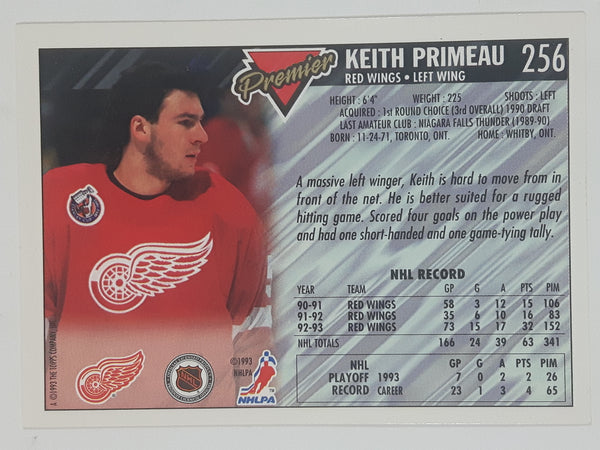 Premier
KEITH PRIMEAU 256
RED WINGS • LEFT WING
HEIGHT : 6'4" WEIGHT : 225 SHOOTS : LEFT
ACQUIRED : 1st ROUND CHOICE (3rd OVERALL) 1990 DRAFT
LAST AMATEUR CLUB : NIAGARA FALLS THUNDER (1989-90)
BORN : 11-24-71, TORONTO, ONT. HOME : WHITBY, ONT.
A massive left winger, Keith is hard to move from in
front of the net. He is better suited for a rugged
hitting game. Scored four goals on the power play
and had one short-handed and one game-tying tally.
NHL RECORD
YEAR TEAM GP G A PTS PIM
90-91 RED WINGS 58 3 12 15 106
91-92 RED WINGS 35 6 10 16 83
92-93 RED WINGS 73 15 17 32 152
NHL TOTALS 166 24 39 63 341
NHL GP G A PTS PIM
PLAYOFF 1993 7 0 2 2 26
RECORD CAREER 23 1 3 4 65
©1993
NHLPA
NHLPA
NHL
A ©1993 THE TOPPS COMPANY, INC.